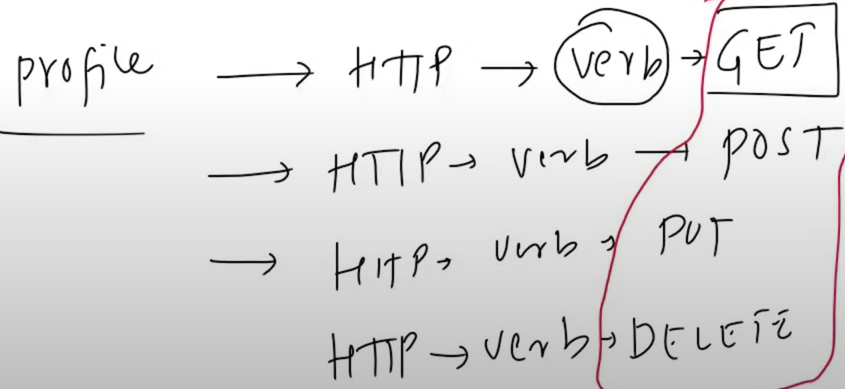 profile → HTTP → verb → GET
→ HTTP → verb → POST
→ HTTP → verb → PUT
HTTP → verb → DELETE